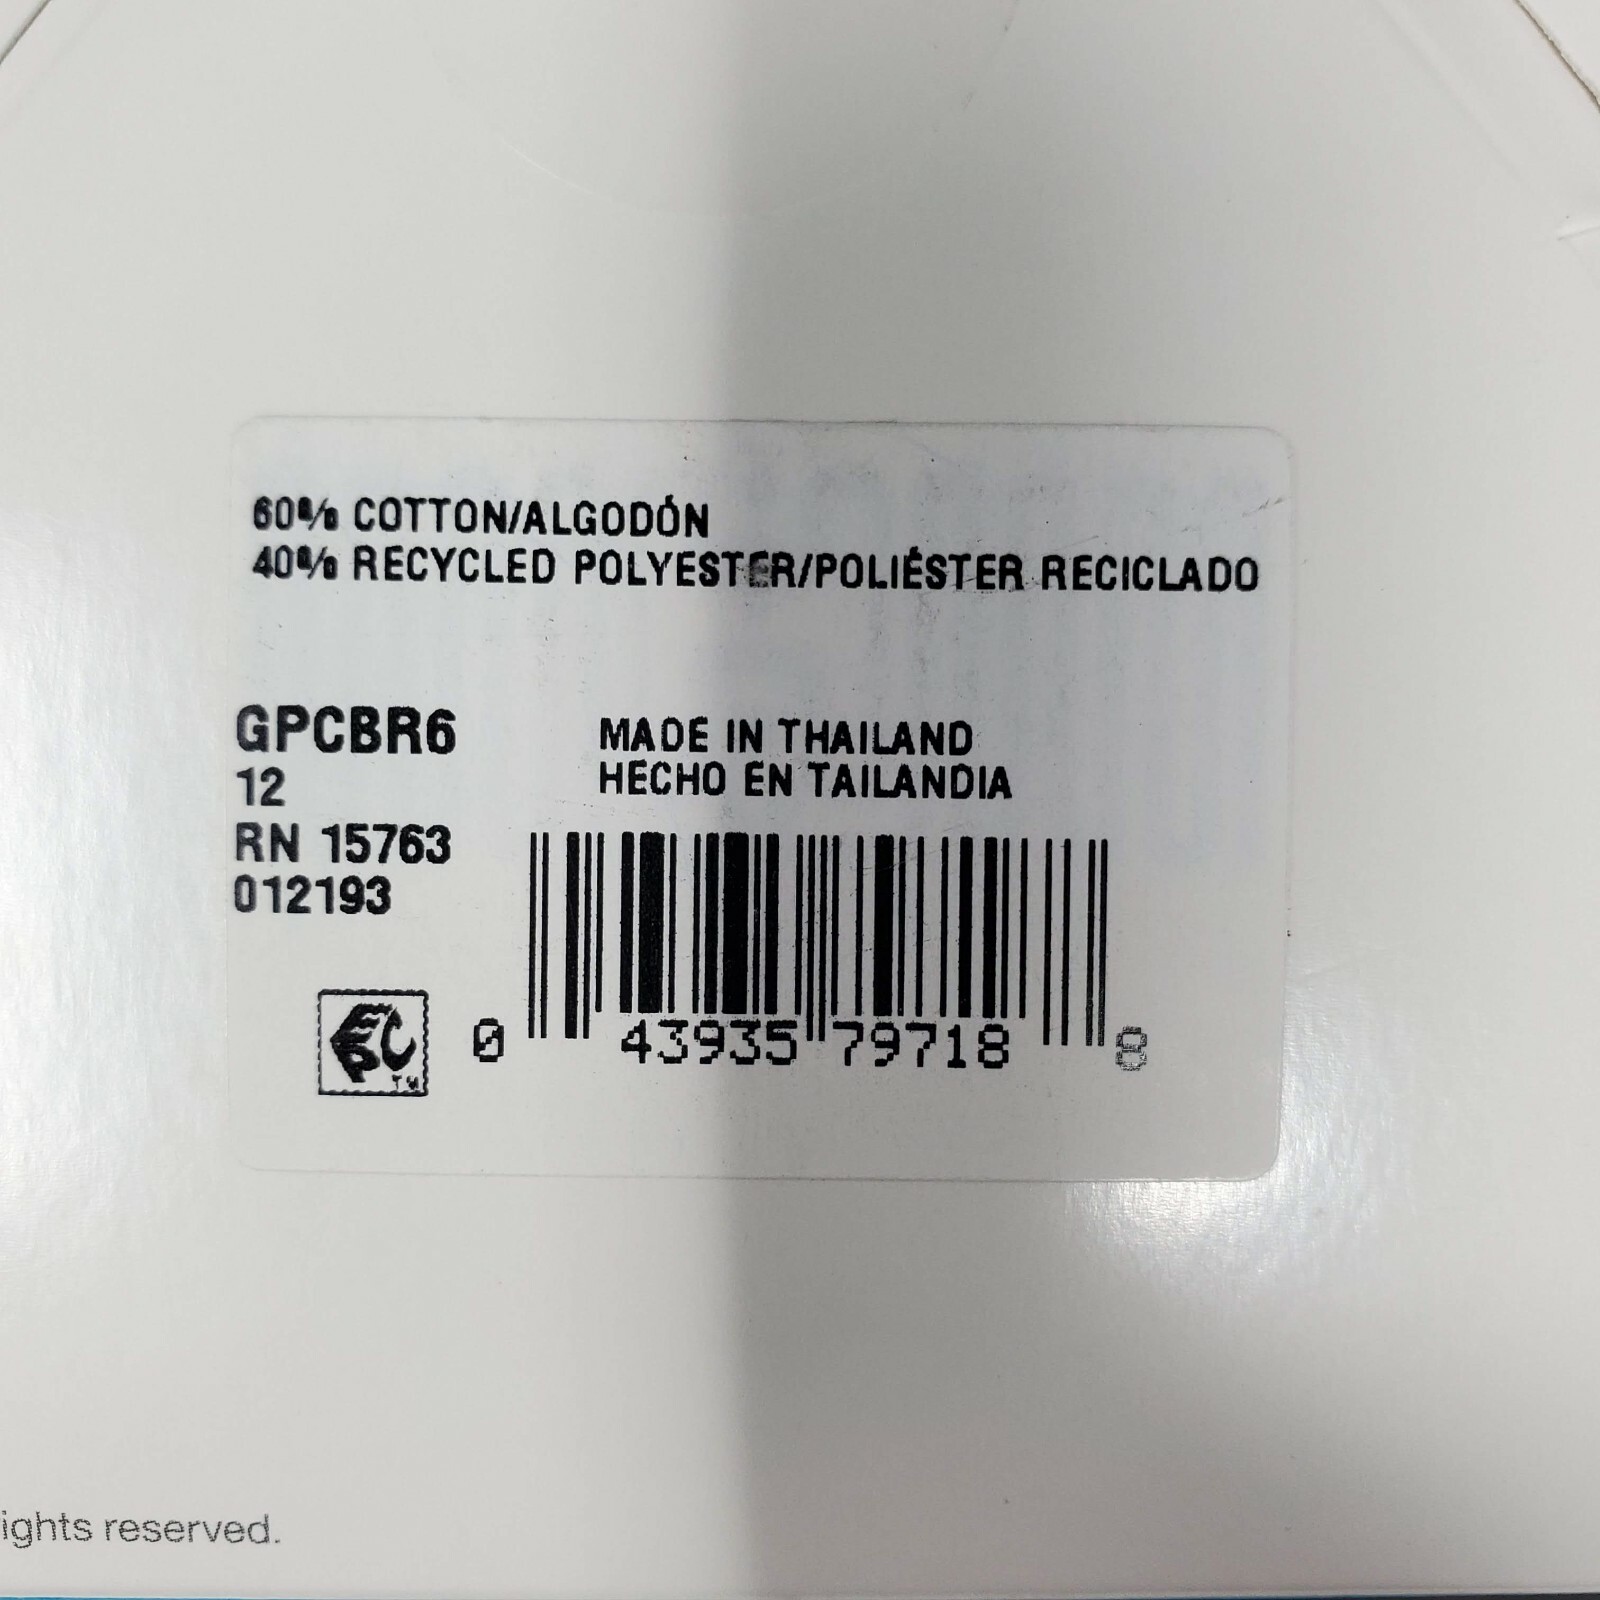 60% COTTON/ALGODÓN
40% RECYCLED POLYESTER/POLIÉSTER RECICLADO
GPCBR6
12
RN 15763
012193
MADE IN THAILAND
HECHO EN TAILANDIA
0 43935 79718 8
TM
ights reserved.